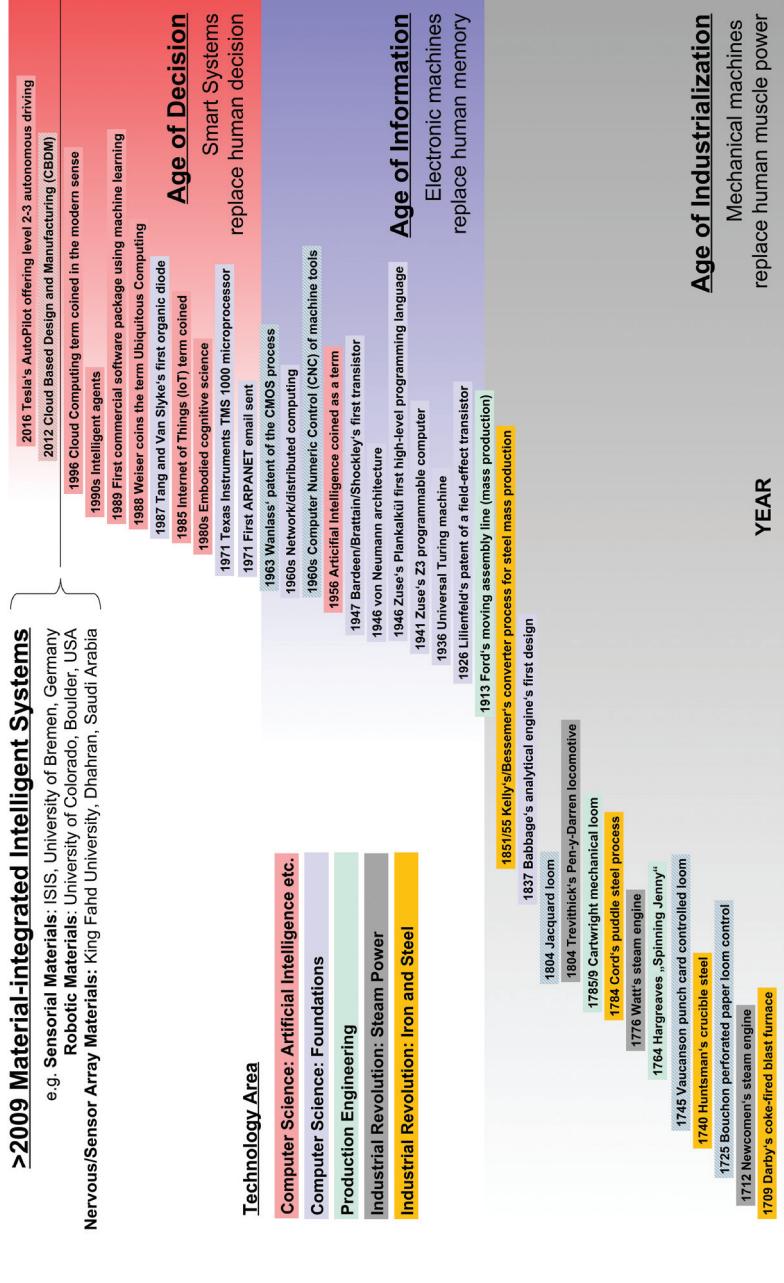 >2009 Material-integrated Intelligent Systems
e.g. Sensorial Materials: ISIS, University of Bremen, Germany
Robotic Materials: University of Colorado, Boulder, USA
Nervous/Sensor Array Materials: King Fahd University, Dhahran, Saudi Arabia
Technology Area
Computer Science: Artificial Intelligence etc.
Computer Science: Foundations
Production Engineering
Industrial Revolution: Steam Power
Industrial Revolution: Iron and Steel
2016 Tesla's AutoPilot offering level 2-3 autonomous driving
2012 Cloud Based Design and Manufacturing (CBDM)
1996 Cloud Computing term coined in the modern sense
1990s Intelligent agents
1989 First commercial software package using machine learning
1988 Weiser coins the term Ubiquitous Computing
1987 Tang and Van Slyke's first organic diode
1985 Internet of Things (IoT) term coined
1980s Embodied cognitive science
1971 Texas Instruments TMS 1000 microprocessor
1971 First ARPANET email sent
1963 Wanlass' patent of the CMOS process
1960s Network/distributed computing
1960s Computer Numeric Control (CNC) of machine tools
1956 Articifial Intelligence coined as a term
1947 Bardeen/Brattain/Shockley's first transistor
1946 von Neumann architecture
1946 Zuse's Plankalkül first high-level programming language
1941 Zuse's Z3 programmable computer
1936 Universal Turing machine
1926 Lilienfeld's patent of a field-effect transistor
1913 Ford's moving assembly line (mass production)
1851/55 Kelly's/Bessemer's converter process for steel mass production
1837 Babbage's analytical engine's first design
1804 Jacquard loom
1804 Trevithick's Pen-y-Darren locomotive
1785/9 Cartwright mechanical loom
1784 Cord's puddle steel process
1776 Watt's steam engine
1764 Hargreaves „Spinning Jenny"
1745 Vaucanson punch card controlled loom
1740 Huntsman's crucible steel
1725 Bouchon perforated paper loom control
1712 Newcomen's steam engine
1709 Darby's coke-fired blast furnace
YEAR
Age of Decision
Smart Systems
replace human decision
Age of Information
Electronic machines
replace human memory
Age of Industrialization
Mechanical machines
replace human muscle power